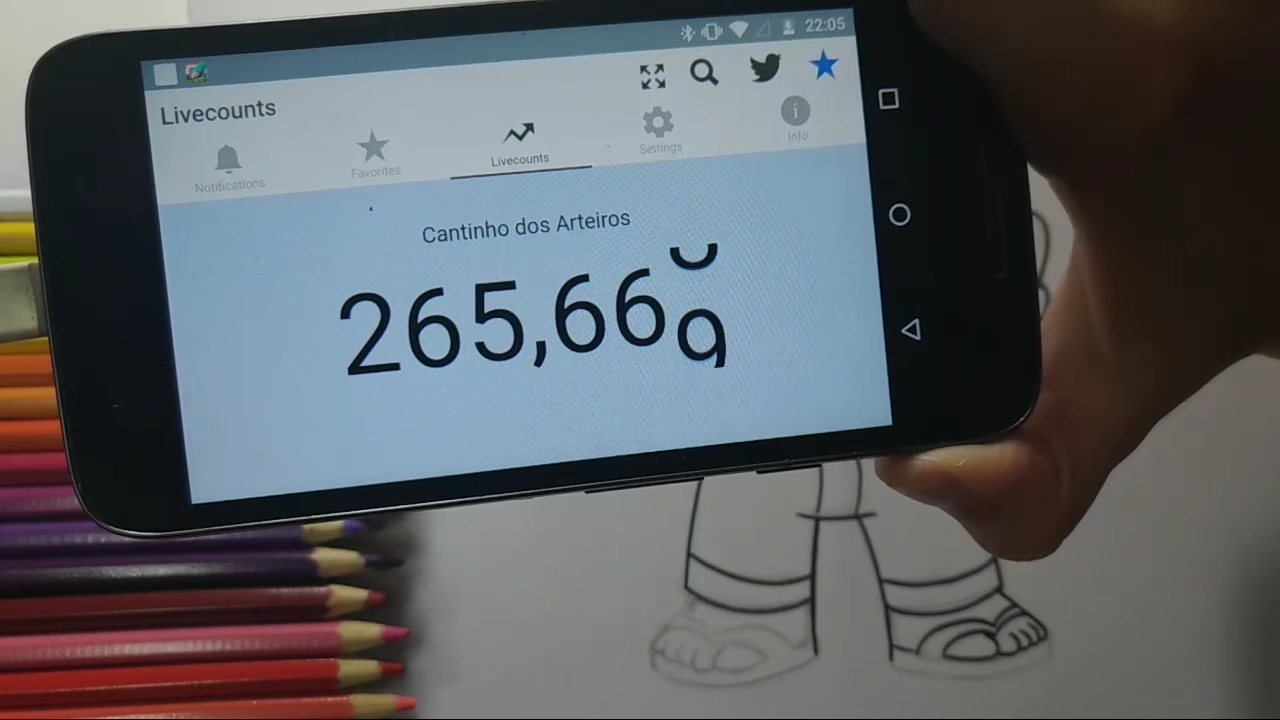 22:05
Livecounts
Notifications
Favorites
Livecounts
Settings
Info
Cantinho dos Arteiros
265,66